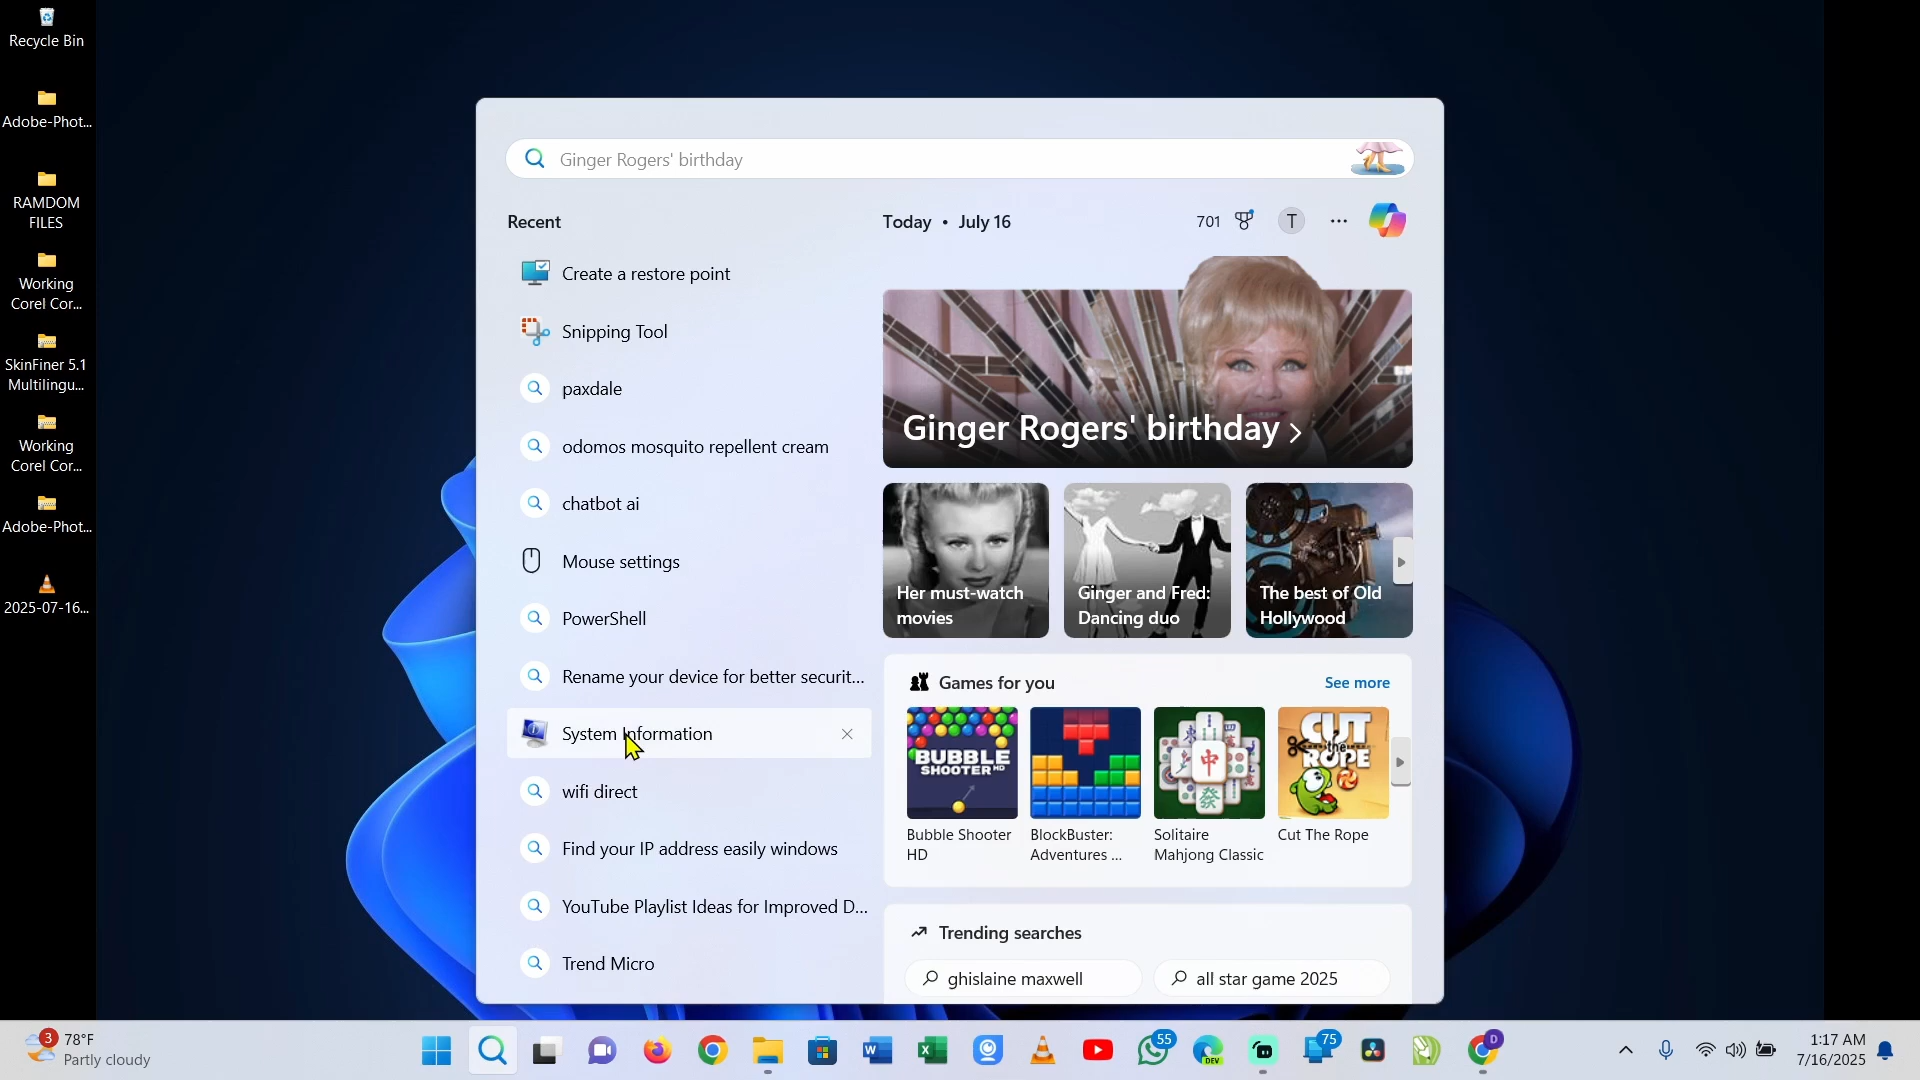 Recycle Bin
Adobe-Phot...
RAMDOM
FILES
Working
Corel Cor...
SkinFiner 5.1
Multilingu...
Working
Corel Cor...
Adobe-Phot...
2025-07-16...
Ginger Rogers' birthday
Recent
Create a restore point
Snipping Tool
paxdale
odomos mosquito repellent cream
chatbot ai
Mouse settings
PowerShell
Rename your device for better securit...
System Information
wifi direct
Find your IP address easily windows
YouTube Playlist Ideas for Improved D...
Trend Micro
Today • July 16
701
T
Ginger Rogers' birthday
Her must-watch
movies
Ginger and Fred:
Dancing duo
The best of Old
Hollywood
Games for you
See more
BUBBLE
SHOOTER HD
中
發
CUT
the
ROPE
Bubble Shooter
HD
BlockBuster:
Adventures ...
Solitaire
Mahjong Classic
Cut The Rope
Trending searches
ghislaine maxwell
all star game 2025
3
78°F
Partly cloudy
W
X
55
DEV
75
D
1:17 AM
7/16/2025